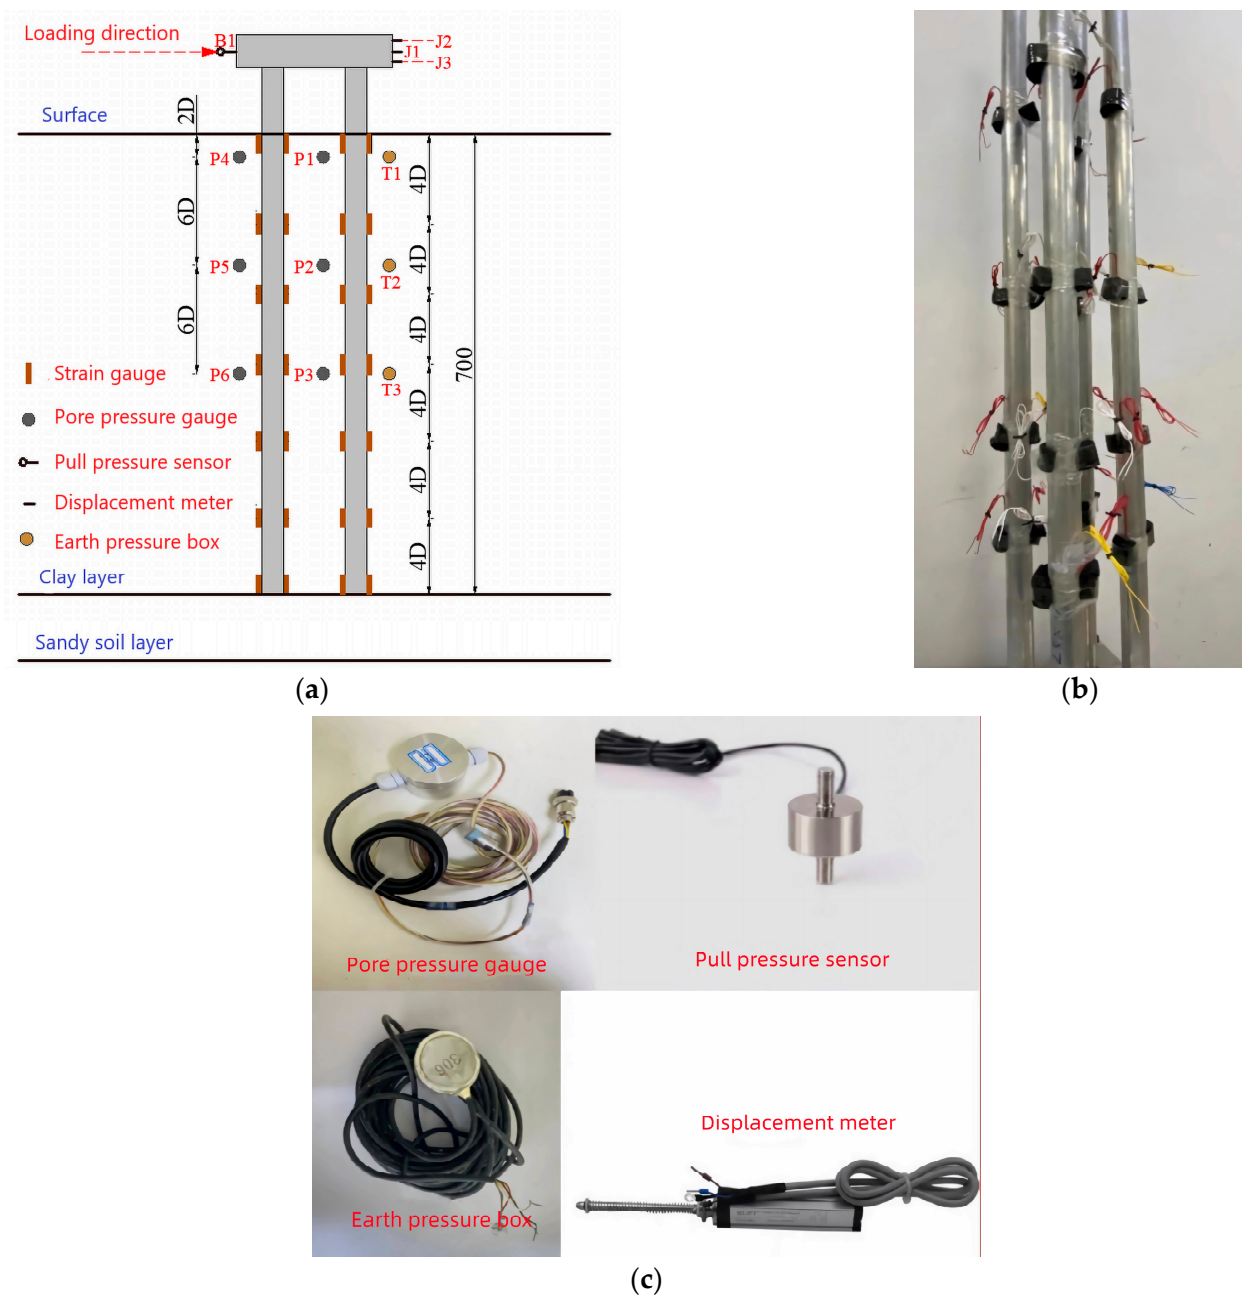 Loading direction
B1
J2
J1
J3
2D
Surface
P4
P1
T1
4D
6D
4D
P5
P2
T2
6D
4D
700
P6
P3
T3
4D
Strain gauge
Pore pressure gauge
Pull pressure sensor
4D
Displacement meter
Earth pressure box
4D
Clay layer
Sandy soil layer
(a)
(b)
Pore pressure gauge
Pull pressure sensor
306
Displacement meter
Earth pressure box
(c)